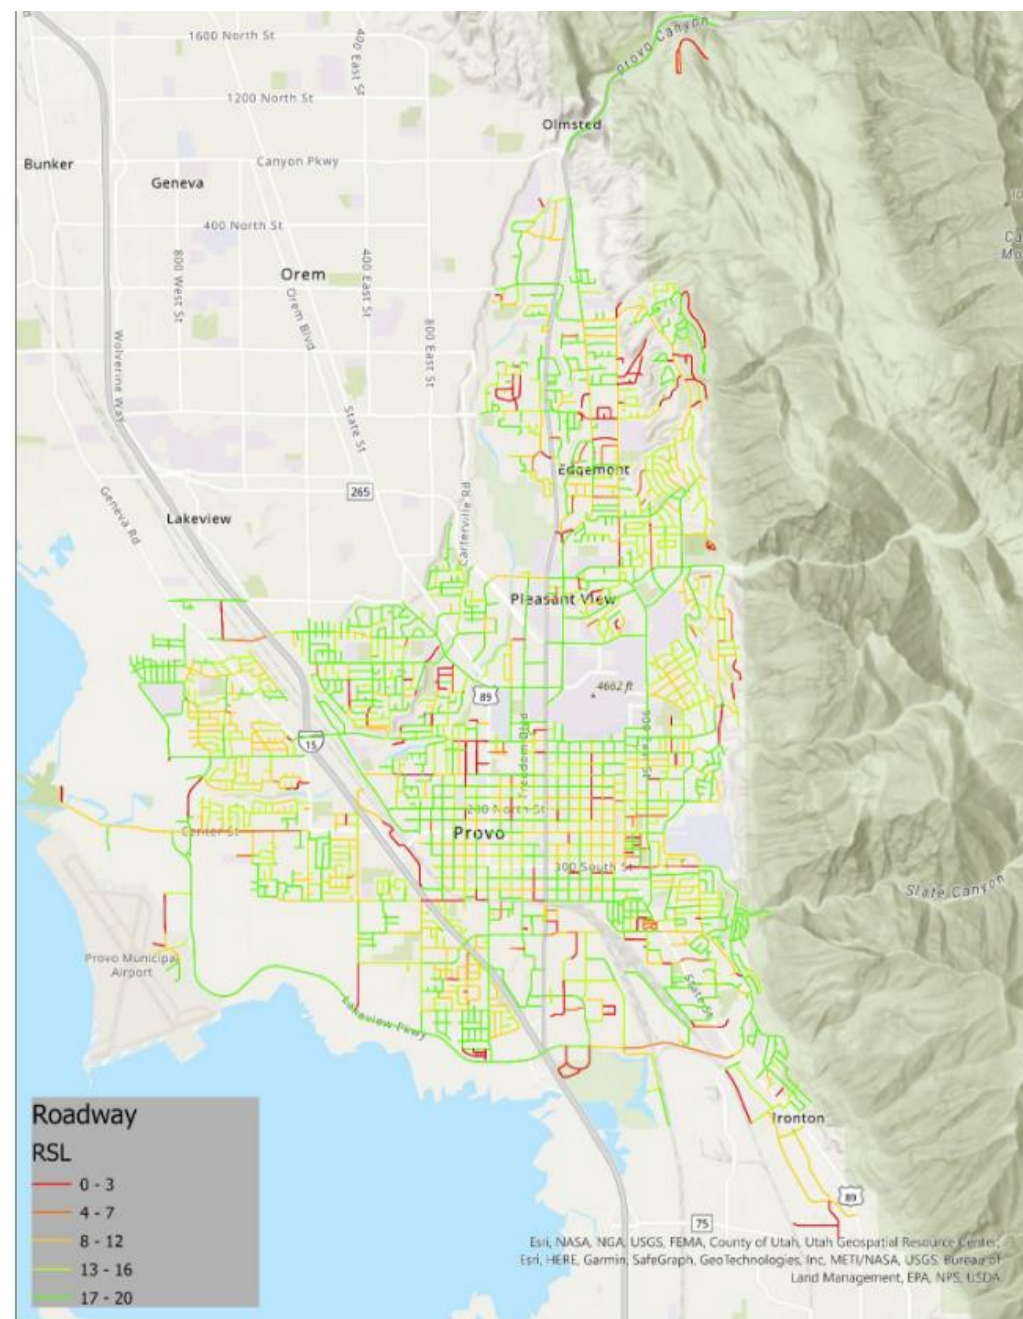 1600 North St
400 East St
Provo Canyon
1200 North St
Olmsted
Bunker
Canyon Pkwy
Geneva
400 North St
Orem
800 West St
400 East St
Orem Blvd
800 East St
Wolverine Way
State St
Edgemont
265
Carterville Rd
Geneva Rd
Lakeview
Pleasant View
89
4662 ft
15
Freedom Blvd
900 East St
200 North St
Center St
Provo
300 South St
Slate Canyon
Provo Municipal
Airport
State St
Lakeview Pkwy
Ironton
89
75
Roadway
RSL
0 - 3
4 - 7
8 - 12
13 - 16
17 - 20
Esri, NASA, NGA, USGS, FEMA, County of Utah, Utah Geospatial Resource Center,
Esri, HERE, Garmin, SafeGraph, GeoTechnologies, Inc, METI/NASA, USGS, Bureau of
Land Management, EPA, NPS, USDA